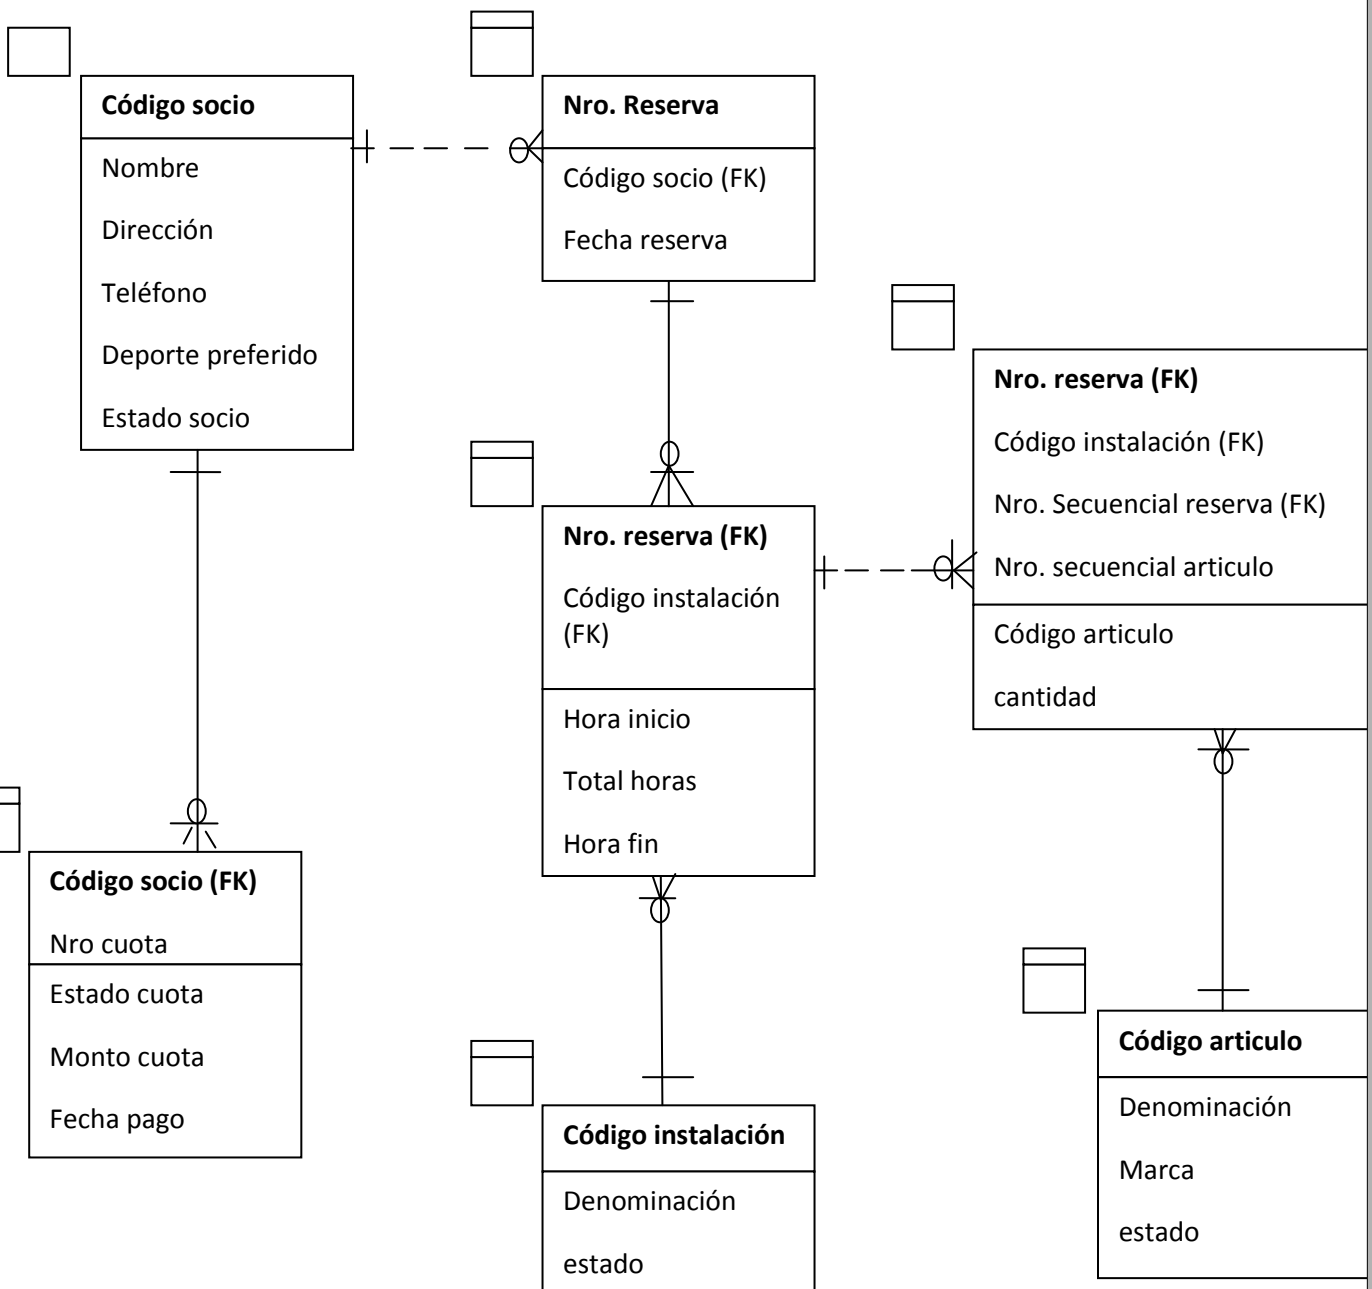 Código socio
Nombre
Dirección
Teléfono
Deporte preferido
Estado socio
Nro. Reserva
Código socio (FK)
Fecha reserva
Nro. reserva (FK)
Código instalación (FK)
Nro. Secuencial reserva (FK)
Nro. secuencial articulo
Código articulo
cantidad
Nro. reserva (FK)
Código instalación
(FK)
Hora inicio
Total horas
Hora fin
Código socio (FK)
Nro cuota
Estado cuota
Monto cuota
Fecha pago
Código instalación
Denominación
estado
Código articulo
Denominación
Marca
estado